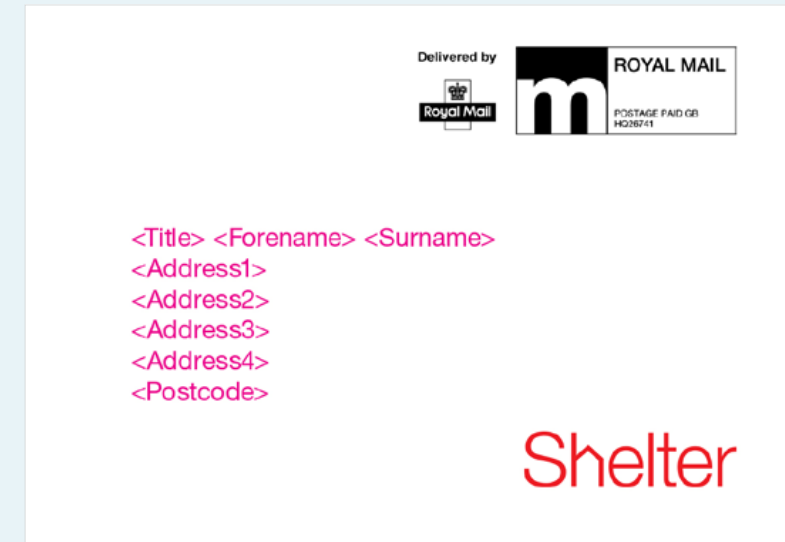 Delivered by
Royal Mail
m
ROYAL MAIL
POSTAGE PAID GB
HQ26741
<Title> <Forename> <Surname>
<Address1>
<Address2>
<Address3>
<Address4>
<Postcode>
Shelter